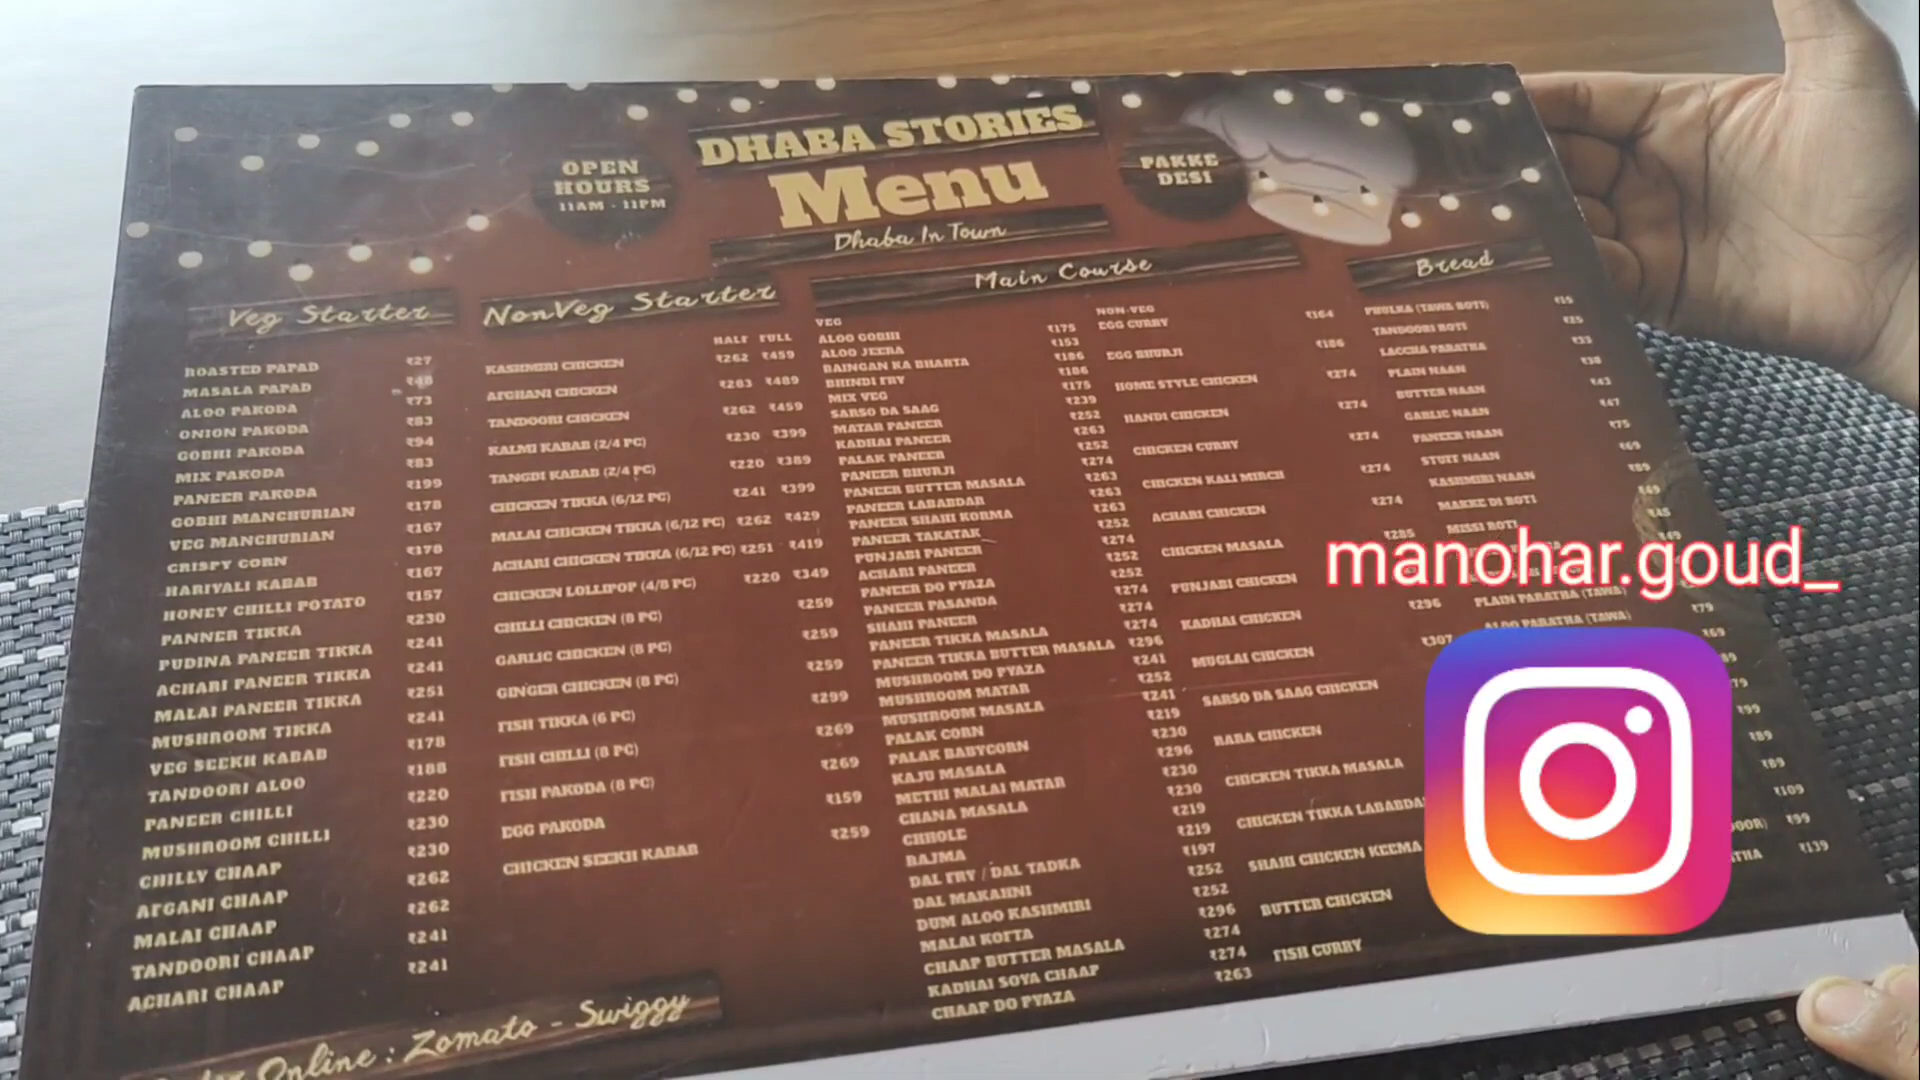 DHABA STORIES
Menu
Dhaba In Town
OPEN
HOURS
11AM - 11PM
PAKKE
DESI
Veg Starter
ROASTED PAPAD ₹27
MASALA PAPAD ₹48
ALOO PAKODA ₹73
ONION PAKODA ₹83
GOBHI PAKODA ₹94
MIX PAKODA ₹83
PANEER PAKODA ₹199
GOBHI MANCHURIAN ₹178
VEG MANCHURIAN ₹167
CRISPY CORN ₹178
HARIYALI KABAB ₹167
HONEY CHILLI POTATO ₹157
PANNER TIKKA ₹230
PUDINA PANEER TIKKA ₹241
ACHARI PANEER TIKKA ₹241
MALAI PANEER TIKKA ₹251
MUSHROOM TIKKA ₹241
VEG SEEKH KABAB ₹178
TANDOORI ALOO ₹188
PANEER CHILLI ₹220
MUSHROOM CHILLI ₹230
CHILLY CHAAP ₹230
AFGANI CHAAP ₹262
MALAI CHAAP ₹262
TANDOORI CHAAP ₹241
ACHARI CHAAP ₹241
NonVeg Starter
HALF FULL
KASHMIRI CHICKEN ₹262 ₹459
AFGHANI CHICKEN ₹283 ₹489
TANDOORI CHICKEN ₹262 ₹459
KALMI KABAB (2/4 PC) ₹230 ₹399
TANGDI KABAB (2/4 PC) ₹220 ₹389
CHICKEN TIKKA (6/12 PC) ₹241 ₹399
MALAI CHICKEN TIKKA (6/12 PC) ₹262 ₹429
ACHARI CHICKEN TIKKA (6/12 PC) ₹251 ₹419
CHICKEN LOLLIPOP (4/8 PC) ₹220 ₹349
CHILLI CHICKEN (8 PC) ₹259
GARLIC CHICKEN (8 PC) ₹259
GINGER CHICKEN (8 PC) ₹259
FISH TIKKA (6 PC) ₹299
FISH CHILLI (8 PC) ₹269
FISH PAKODA (8 PC) ₹269
EGG PAKODA ₹159
CHICKEN SEEKH KABAB ₹259
Main Course
VEG
ALOO GOBHI ₹175
ALOO JEERA ₹153
BAINGAN KA BHARTA ₹186
BHINDI FRY ₹186
MIX VEG ₹175
SARSO DA SAAG ₹239
MATAR PANEER ₹252
KADHAI PANEER ₹263
PALAK PANEER ₹252
PANEER BHURJI ₹274
PANEER BUTTER MASALA ₹263
PANEER LABABDAR ₹263
PANEER SHAHI KORMA ₹263
PANEER TAKATAK ₹252
PUNJABI PANEER ₹274
ACHARI PANEER ₹252
PANEER DO PYAZA ₹252
PANEER PASANDA ₹274
SHAHI PANEER ₹274
PANEER TIKKA MASALA ₹274
PANEER TIKKA BUTTER MASALA ₹296
MUSHROOM DO PYAZA ₹241
MUSHROOM MATAR ₹252
MUSHROOM MASALA ₹241
PALAK CORN ₹219
PALAK BABYCORN ₹230
KAJU MASALA ₹296
METHI MALAI MATAR ₹230
CHANA MASALA ₹230
CHHOLE ₹219
RAJMA ₹219
DAL FRY / DAL TADKA ₹197
DAL MAKAHNI ₹252
DUM ALOO KASHMIRI ₹252
MALAI KOFTA ₹296
CHAAP BUTTER MASALA ₹274
KADHAI SOYA CHAAP ₹274
CHAAP DO PYAZA ₹263
NON-VEG
EGG CURRY ₹164
EGG BHURJI ₹186
HOME STYLE CHICKEN ₹274
HANDI CHICKEN ₹274
CHICKEN CURRY ₹274
CHICKEN KALI MIRCH ₹274
ACHARI CHICKEN ₹274
CHICKEN MASALA ₹285
PUNJABI CHICKEN
KADHAI CHICKEN ₹296
MUGLAI CHICKEN ₹307
SARSO DA SAAG CHICKEN
RARA CHICKEN
CHICKEN TIKKA MASALA
CHICKEN TIKKA LABABDA
SHAHI CHICKEN KEEMA
BUTTER CHICKEN
FISH CURRY
Bread
PHULKA (TAWA ROTI) ₹15
TANDOORI ROTI ₹25
LACCHA PARATHA ₹33
PLAIN NAAN ₹38
BUTTER NAAN ₹43
GARLIC NAAN ₹47
PANEER NAAN ₹75
STUFF NAAN ₹69
KASHMIRI NAAN ₹89
MAKKE DI ROTI ₹49
MISSI ROTI ₹45
₹49
PLAIN PARATHA (TAWA)
ALOO PARATHA (TAWA) ₹79
₹69
₹99
₹89
₹89
₹109
₹99
₹139
Online : Zomato - Swiggy
manohar.goud_